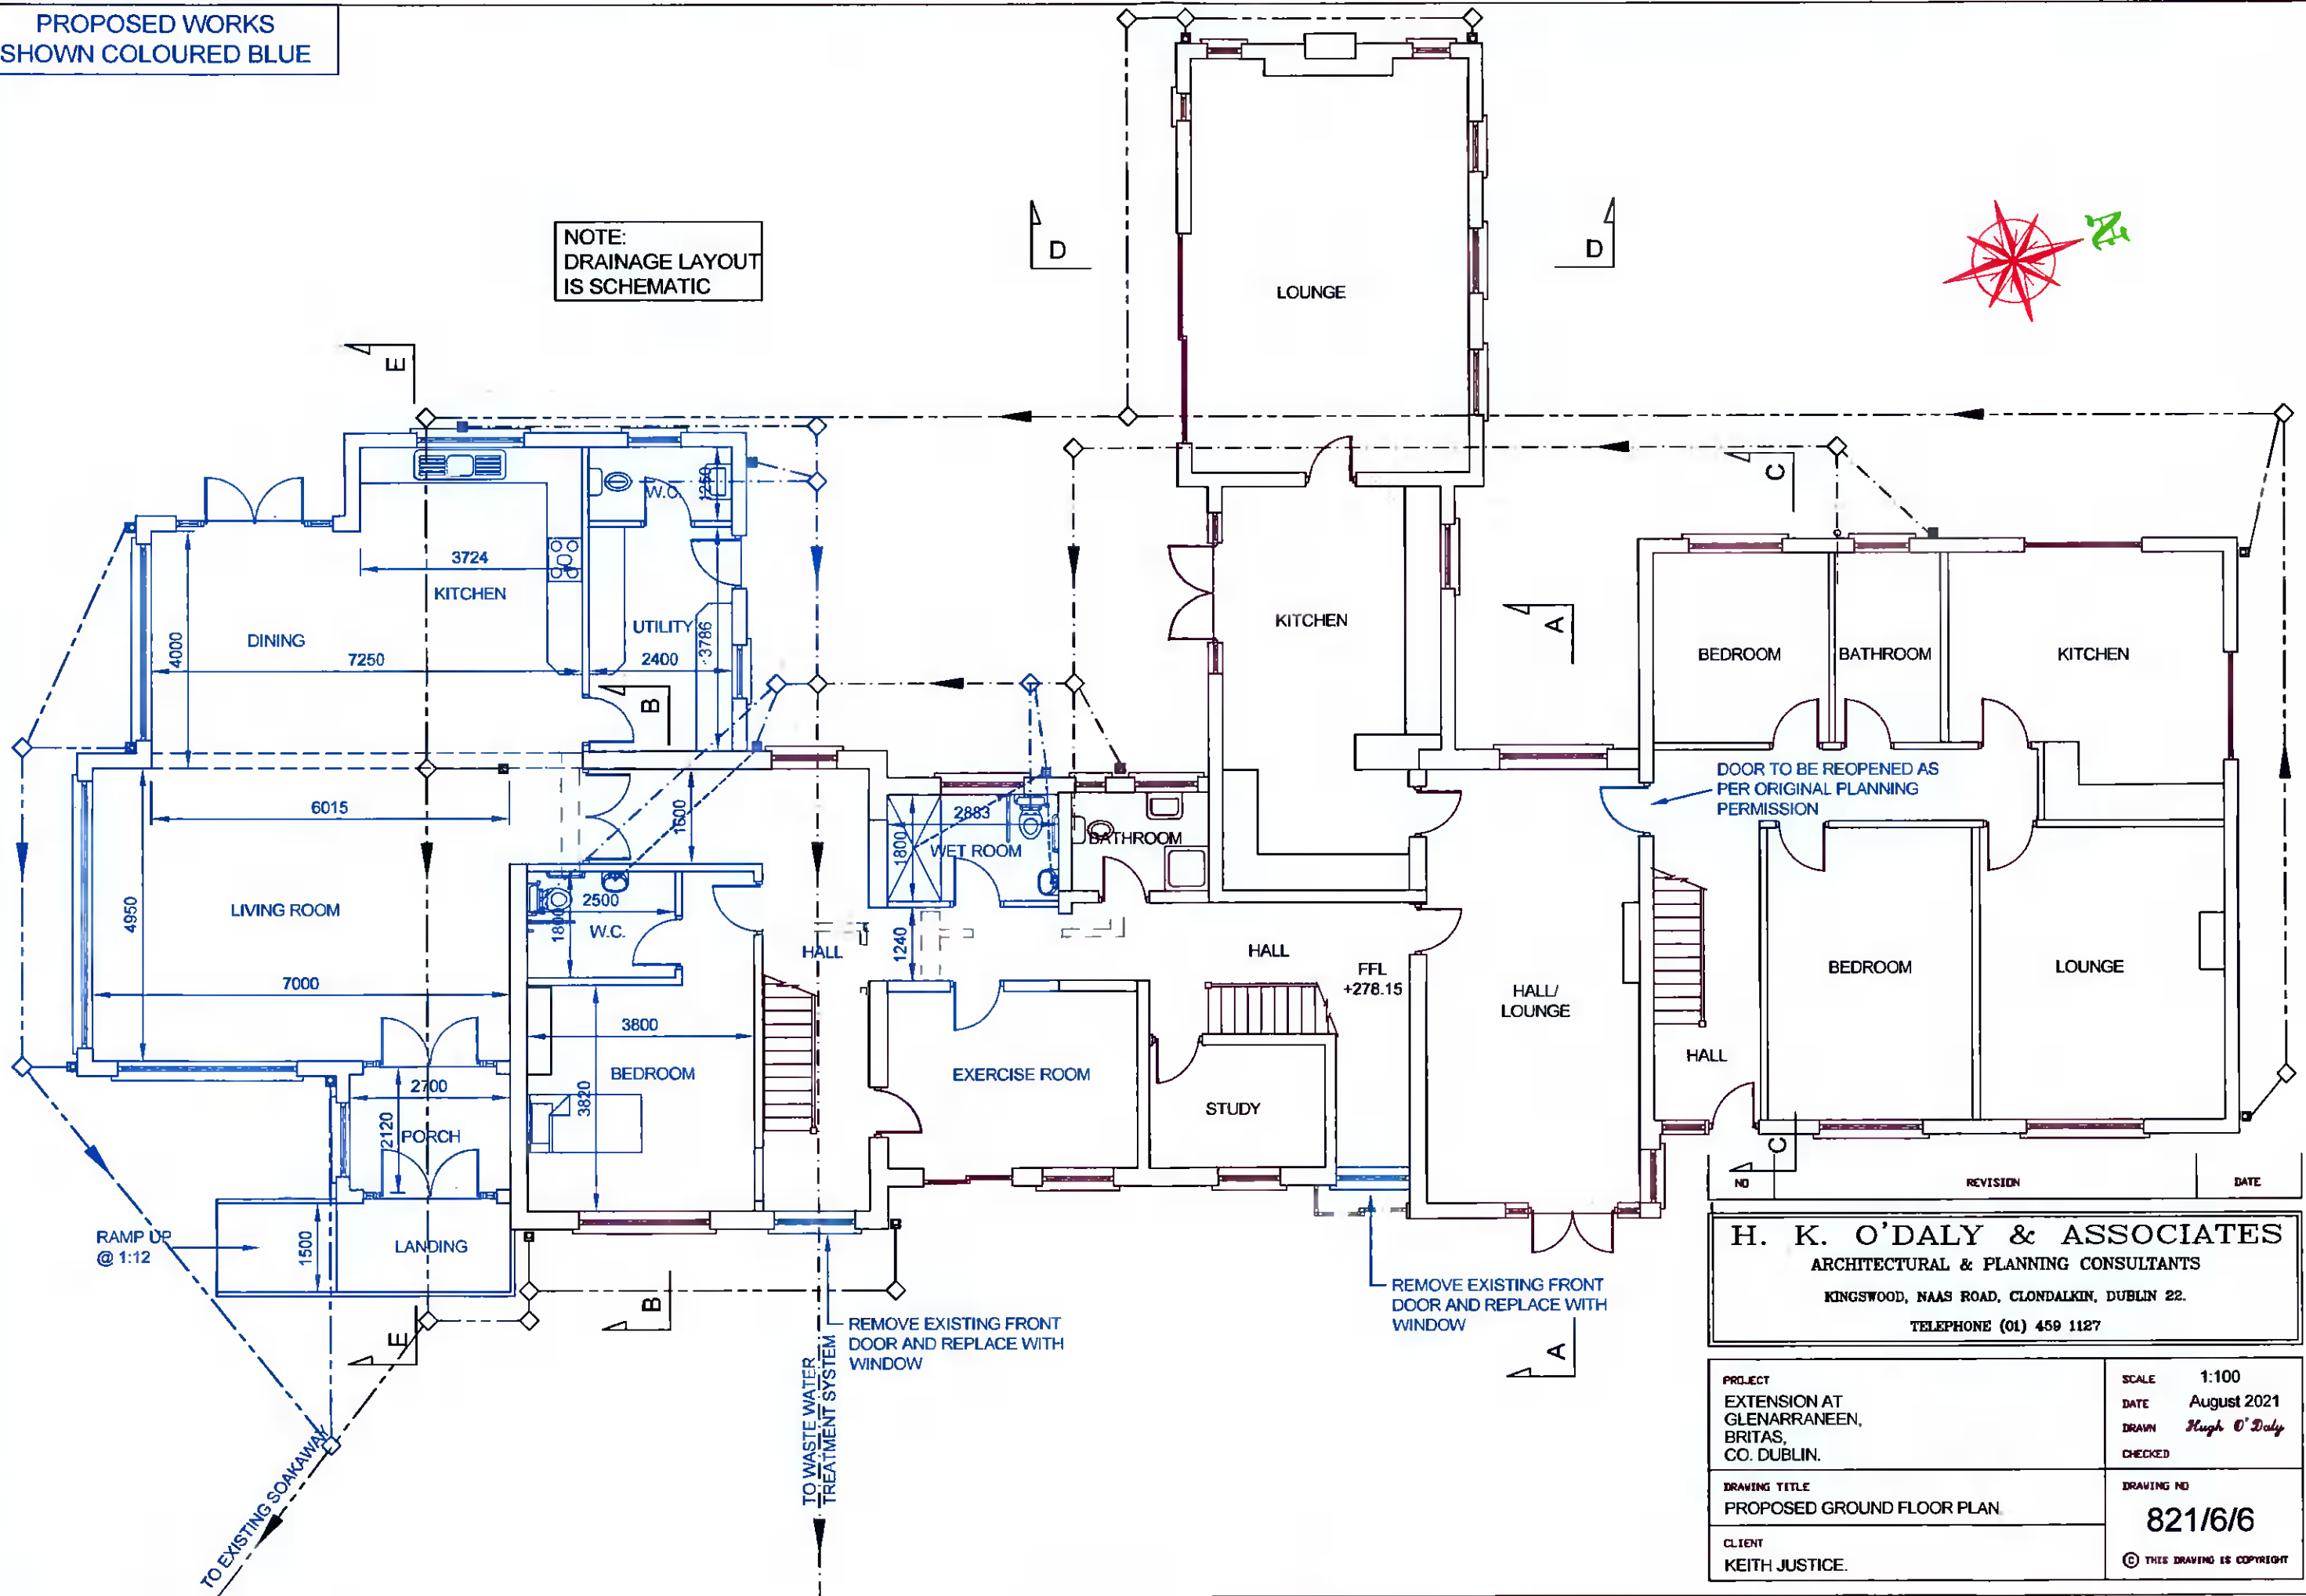 PROPOSED WORKS
SHOWN COLOURED BLUE
NOTE:
DRAINAGE LAYOUT
IS SCHEMATIC
D
D
N
LOUNGE
E
C
W.C.
1250
3724
KITCHEN
DINING
4000
7250
UTILITY
2400
3786
B
KITCHEN
A
BEDROOM
BATHROOM
KITCHEN
DOOR TO BE REOPENED AS
PER ORIGINAL PLANNING
PERMISSION
6015
1600
2883
1800
WET ROOM
BATHROOM
4950
LIVING ROOM
2500
1800
W.C.
HALL
1240
HALL
FFL
+278.15
7000
3800
3820
BEDROOM
EXERCISE ROOM
STUDY
HALL/
LOUNGE
HALL
BEDROOM
LOUNGE
2700
2120
PORCH
C
RAMP UP
@ 1:12
1500
LANDING
B
E
A
REMOVE EXISTING FRONT
DOOR AND REPLACE WITH
WINDOW
REMOVE EXISTING FRONT
DOOR AND REPLACE WITH
WINDOW
TO WASTE WATER
TREATMENT SYSTEM
TO EXISTING SOAKAWAY
NO REVISION DATE
H. K. O'DALY & ASSOCIATES
ARCHITECTURAL & PLANNING CONSULTANTS
KINGSWOOD, NAAS ROAD, CLONDALKIN, DUBLIN 22.
TELEPHONE (01) 459 1127
PROJECT
EXTENSION AT
GLENARRANEEN,
BRITAS,
CO. DUBLIN.
SCALE 1:100
DATE August 2021
DRAWN Hugh O'Daly
CHECKED
DRAWING TITLE
PROPOSED GROUND FLOOR PLAN
DRAWING NO
821/6/6
CLIENT
KEITH JUSTICE.
© THIS DRAWING IS COPYRIGHT